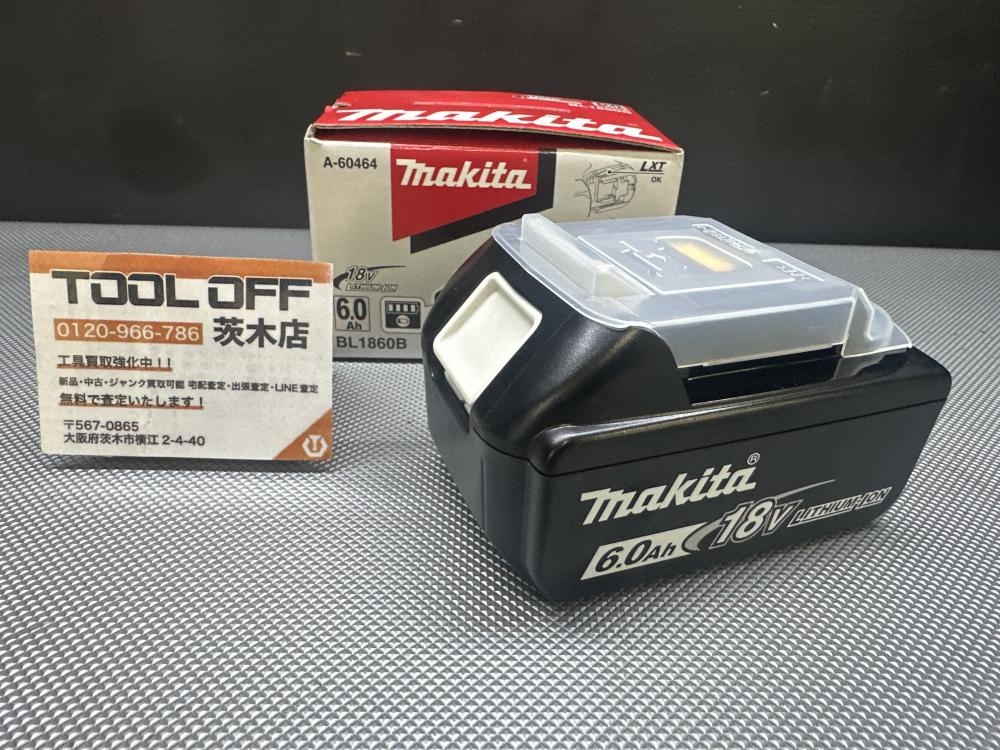 makita
A-60464
makita
LXT
OK
18V
LITHIUM-ION
6.0
Ah
BL1860B
TOOL OFF
0120-966-786 茨木店
工具買取強化中!!
新品・中古・ジャンク買取可能 宅配査定・出張査定・LINE査定
無料で査定いたします!
〒567-0865
大阪府茨木市横江 2-4-40
makita®
6.0Ah 18V LITHIUM-ION